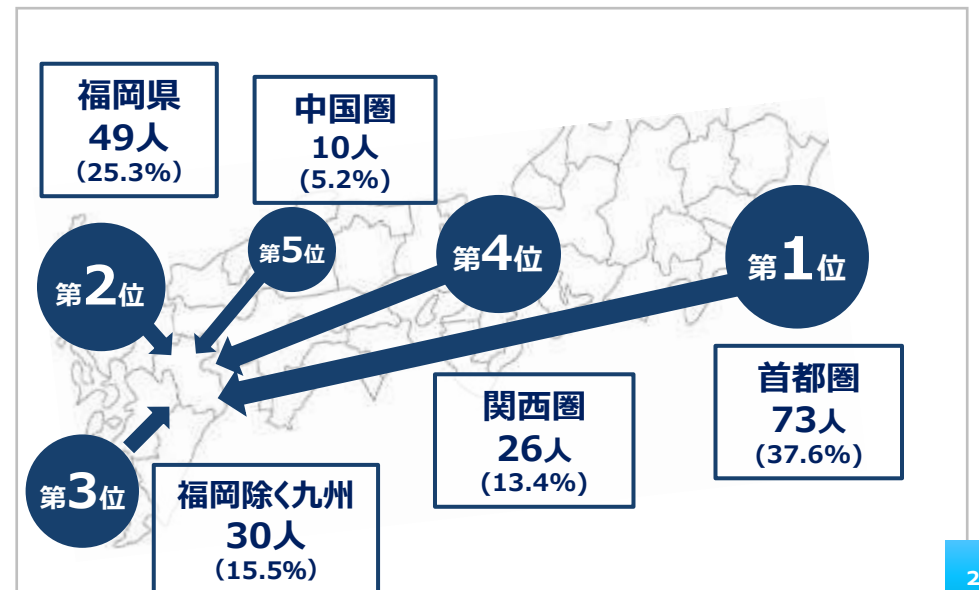 福岡県
49人
（25.3%）
中国圏
10人
(5.2%)
第2位
第5位
第4位
第1位
首都圏
73人
(37.6%)
関西圏
26人
(13.4%)
第3位
福岡除く九州
30人
（15.5%）
2